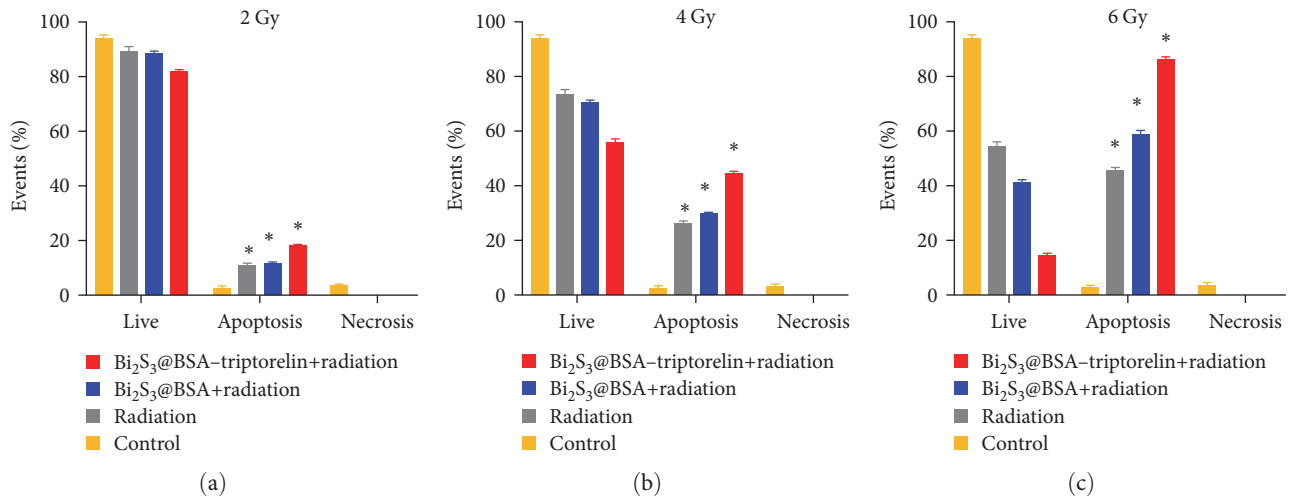 2 Gy
Events (%)
100
80
60
40
20
0
* * *
Live Apoptosis Necrosis
Bi₂S₃@BSA–triptorelin+radiation
Bi₂S₃@BSA+radiation
Radiation
Control
(a)
4 Gy
Events (%)
100
80
60
40
20
0
* * *
Live Apoptosis Necrosis
Bi₂S₃@BSA–triptorelin+radiation
Bi₂S₃@BSA+radiation
Radiation
Control
(b)
6 Gy
Events (%)
100
80
60
40
20
0
* * *
Live Apoptosis Necrosis
Bi₂S₃@BSA–triptorelin+radiation
Bi₂S₃@BSA+radiation
Radiation
Control
(c)